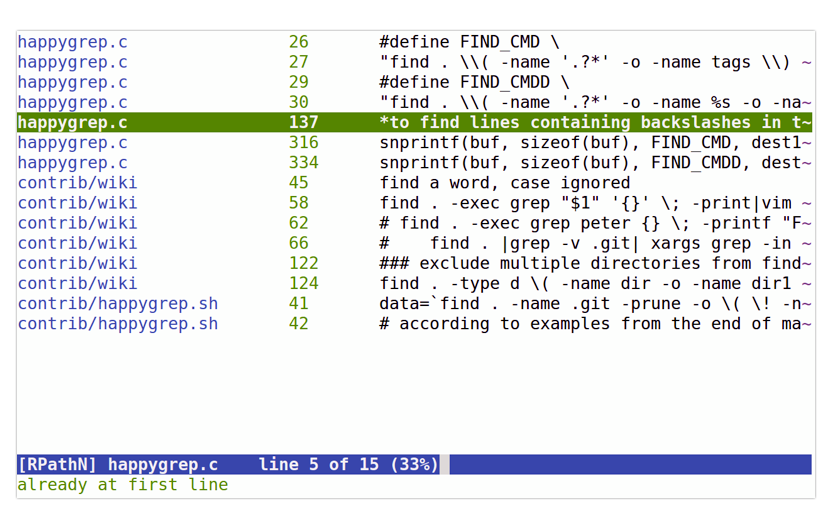 happygrep.c 26 #define FIND_CMD \
happygrep.c 27 "find . \\( -name '.?*' -o -name tags \\) ~
happygrep.c 29 #define FIND_CMDD \
happygrep.c 30 "find . \\( -name '.?*' -o -name %s -o -na~
happygrep.c 137 *to find lines containing backslashes in t~
happygrep.c 316 snprintf(buf, sizeof(buf), FIND_CMD, dest1~
happygrep.c 334 snprintf(buf, sizeof(buf), FIND_CMDD, dest~
contrib/wiki 45 find a word, case ignored
contrib/wiki 58 find . -exec grep "$1" '{}' \; -print|vim ~
contrib/wiki 62 # find . -exec grep peter {} \; -printf "F~
contrib/wiki 66 #    find . |grep -v .git| xargs grep -in ~
contrib/wiki 122 ### exclude multiple directories from find~
contrib/wiki 124 find . -type d \( -name dir -o -name dir1 ~
contrib/happygrep.sh 41 data=`find . -name .git -prune -o \( \! -n~
contrib/happygrep.sh 42 # according to examples from the end of ma~
[RPathN] happygrep.c    line 5 of 15 (33%)
already at first line